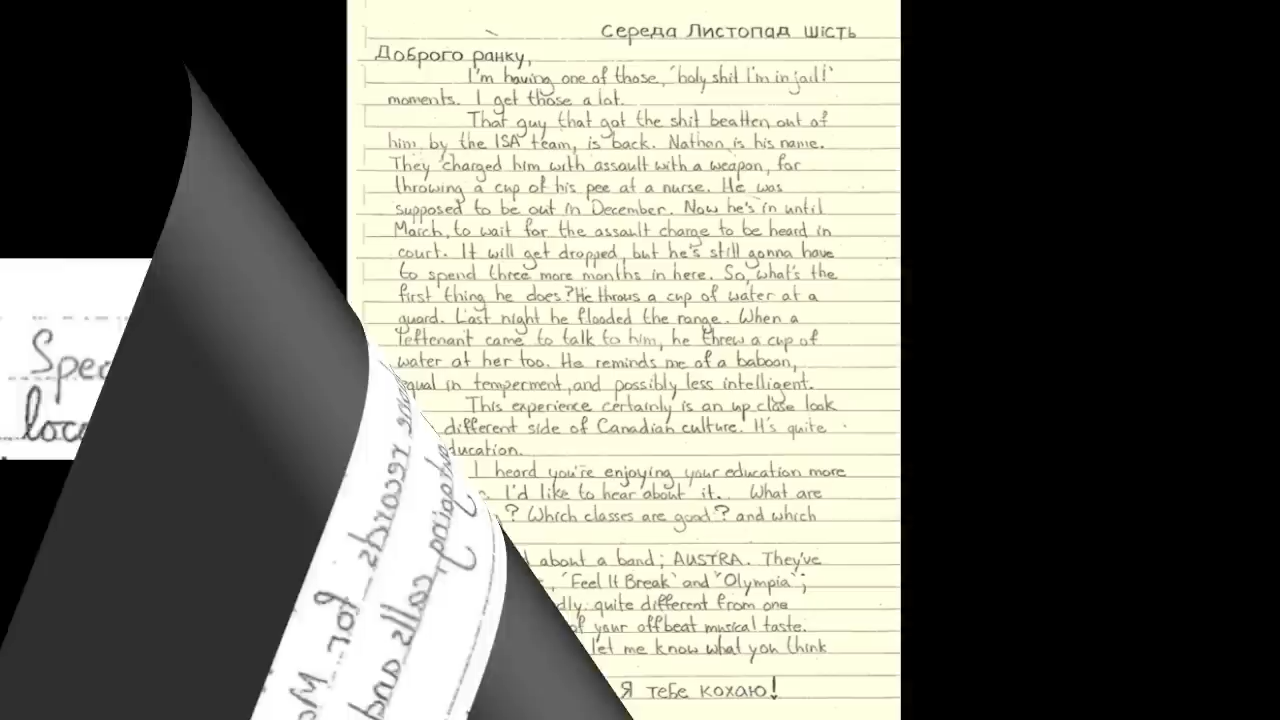 Середа Листопад шість
Доброго ранку,
I'm having one of those, 'holy shit I'm in jail!'
moments. I get those a lot.
That guy that got the shit beatten out of
him, by the ISA team, is back. Nathan is his name.
They charged him with assault with a weapon, for
throwing a cup of his pee at a nurse. He was
supposed to be out in December. Now he's in until
March, to wait for the assault charge to be heard in
court. It will get dropped, but he's still gonna have
to spend three more months in here. So, what's the
first thing he does? He throws a cup of water at a
guard. Last night he flooded the range. When a
leftenant came to talk to him, he threw a cup of
water at her too. He reminds me of a baboon,
equal in temperment, and possibly less intelligent.
This experience certainly is an up close look
different side of Canadian culture. It's quite
ducation.
I heard you're enjoying your education more
I'd like to hear about it. What are
? Which classes are good? and which
about a band; AUSTRA. They've
, 'Feel It Break' and "Olympia";
dly. quite different from one
of your offbeat musical taste.
let me know what you think
Я тебе кохаю!
Spec
loca
records for Ma
outgoing calls and